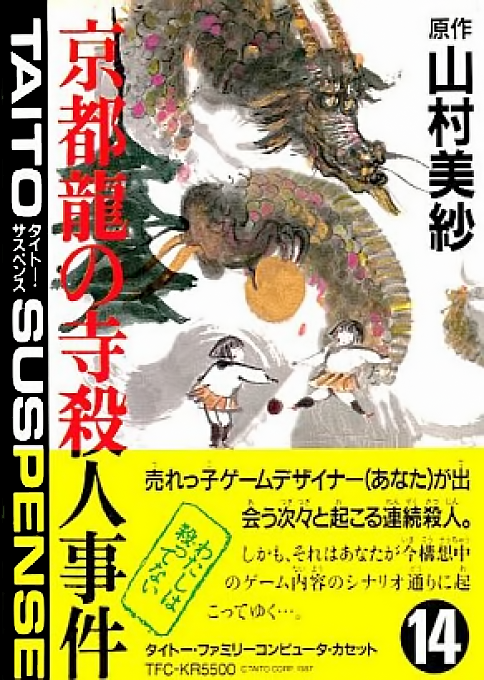 原作
山村美紗
京都龍の寺殺人事件
TAITO SUSPENSE
タイトー・
サスペンス
売れっ子ゲームデザイナー(あなた)が出
会う次々と起こる連続殺人。
しかも、それはあなたが今構想中
のゲーム内容のシナリオ通りに起
こってゆく…。
わたしは
殺ってない
タイトー・ファミリーコンピュータ・カセット
TFC-KR5500 ©TAITO CORP. 1987
14